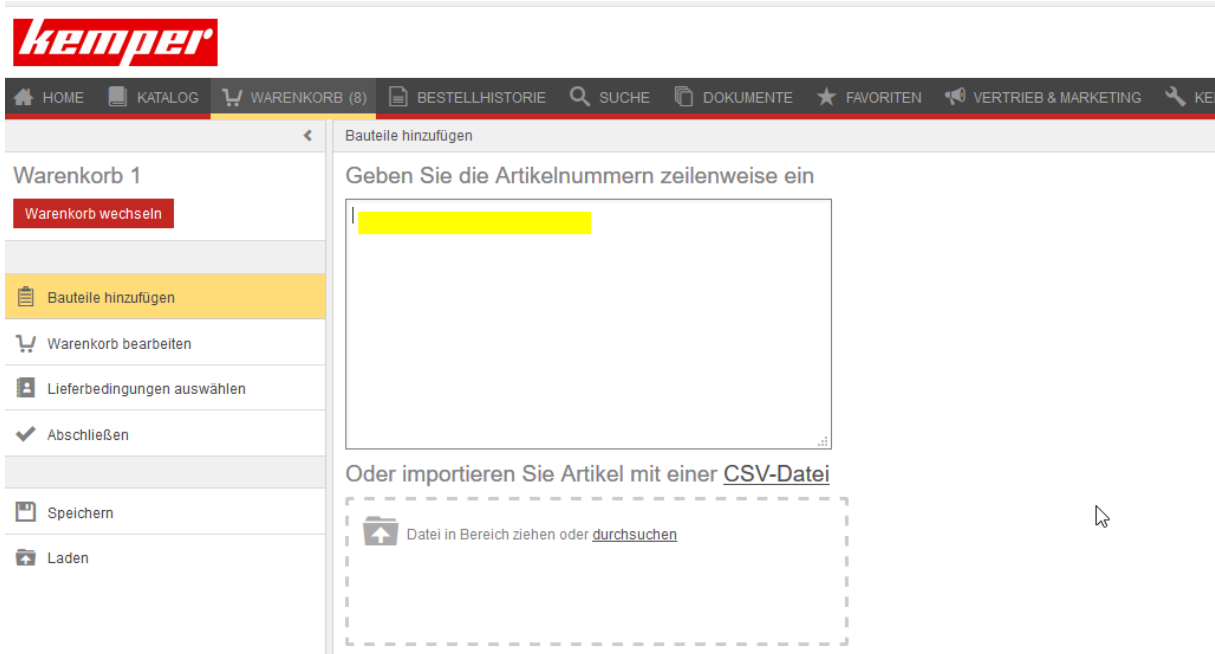 kemper
HOME KATALOG WARENKORB (8) BESTELLHISTORIE SUCHE DOKUMENTE FAVORITEN VERTRIEB & MARKETING
Bauteile hinzufügen
Warenkorb 1
Warenkorb wechseln
Bauteile hinzufügen
Warenkorb bearbeiten
Lieferbedingungen auswählen
Abschließen
Speichern
Laden
Geben Sie die Artikelnummern zeilenweise ein
Oder importieren Sie Artikel mit einer CSV-Datei
Datei in Bereich ziehen oder durchsuchen